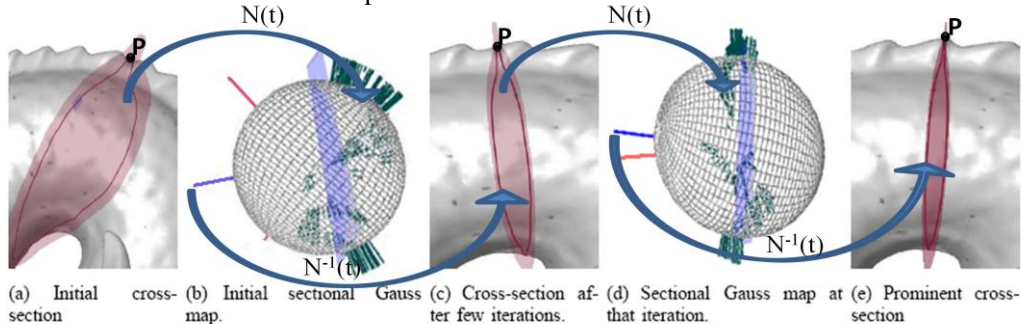 N(t)
N(t)
P
P
P
N⁻¹(t)
N⁻¹(t)
(a) Initial cross-
section
(b) Initial sectional Gauss
map.
(c) Cross-section af-
ter few iterations.
(d) Sectional Gauss map at
that iteration.
(e) Prominent cross-
section